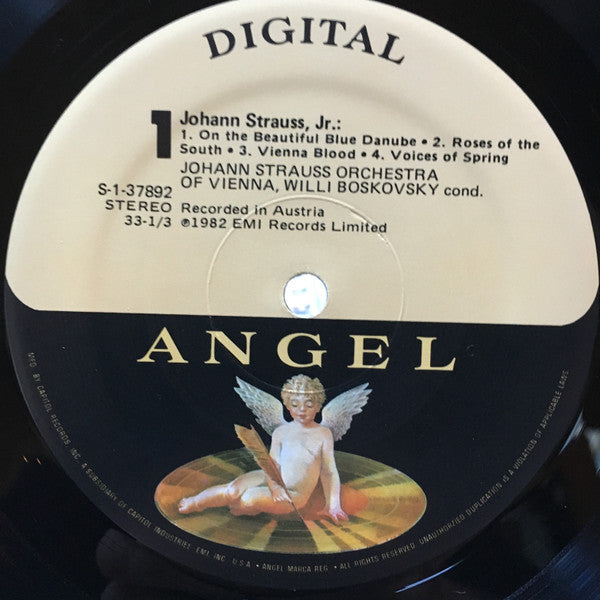 DIGITAL
1
Johann Strauss, Jr.:
1. On the Beautiful Blue Danube • 2. Roses of the
South • 3. Vienna Blood • 4. Voices of Spring
JOHANN STRAUSS ORCHESTRA
OF VIENNA, WILLI BOSKOVSKY cond.
S-1-37892
STEREO Recorded in Austria
33-1/3 ℗1982 EMI Records Limited
ANGEL
MFG. BY CAPITOL RECORDS, INC. A SUBSIDIARY OF CAPITOL INDUSTRIES-EMI, INC., U.S.A. • ANGEL MARCA REG. • ALL RIGHTS RESERVED. UNAUTHORIZED DUPLICATION IS A VIOLATION OF APPLICABLE LAWS.